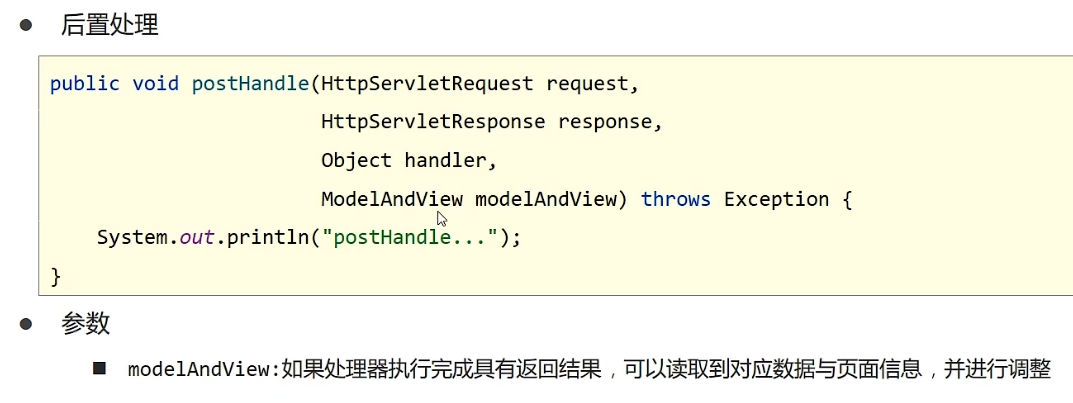 后置处理
public void postHandle(HttpServletRequest request,
HttpServletResponse response,
Object handler,
ModelAndView modelAndView) throws Exception {
System.out.println("postHandle...");
}
参数
modelAndView:如果处理器执行完成具有返回结果，可以读取到对应数据与页面信息，并进行调整